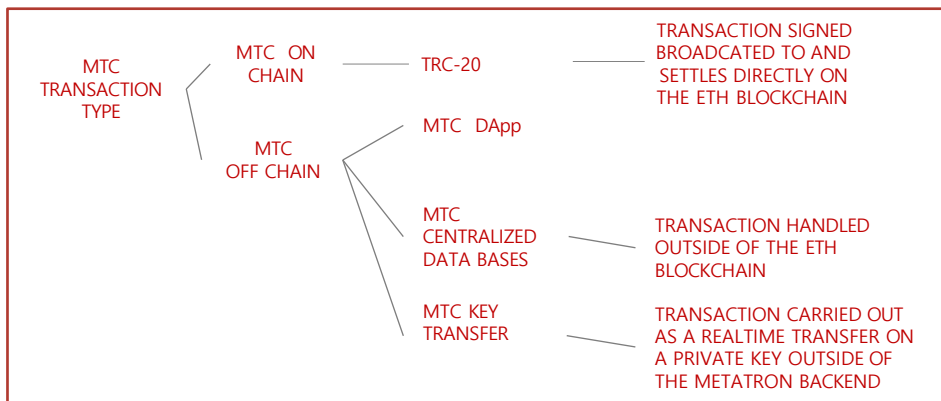 MTC
TRANSACTION
TYPE
MTC ON
CHAIN
TRC-20
TRANSACTION SIGNED
BROADCATED TO AND
SETTLES DIRECTLY ON
THE ETH BLOCKCHAIN
MTC
OFF CHAIN
MTC DApp
MTC
CENTRALIZED
DATA BASES
TRANSACTION HANDLED
OUTSIDE OF THE ETH
BLOCKCHAIN
MTC KEY
TRANSFER
TRANSACTION CARRIED OUT
AS A REALTIME TRANSFER ON
A PRIVATE KEY OUTSIDE OF
THE METATRON BACKEND